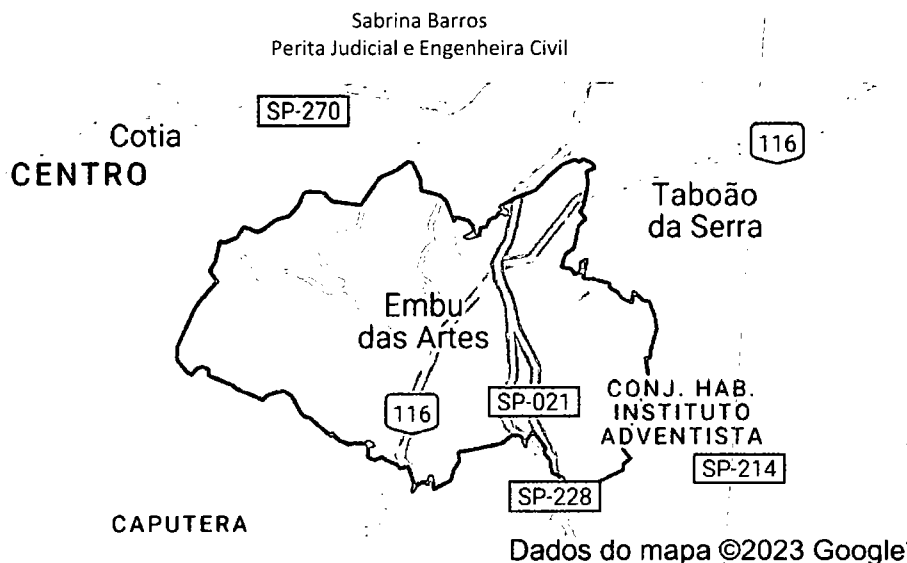 Sabrina Barros
Perita Judicial e Engenheira Civil
SP-270
Cotia
CENTRO
116
Taboão
da Serra
Embu
das Artes
116
SP-021
CONJ. HAB.
INSTITUTO
ADVENTISTA
SP-214
SP-228
CAPUTERA
Dados do mapa ©2023 Google